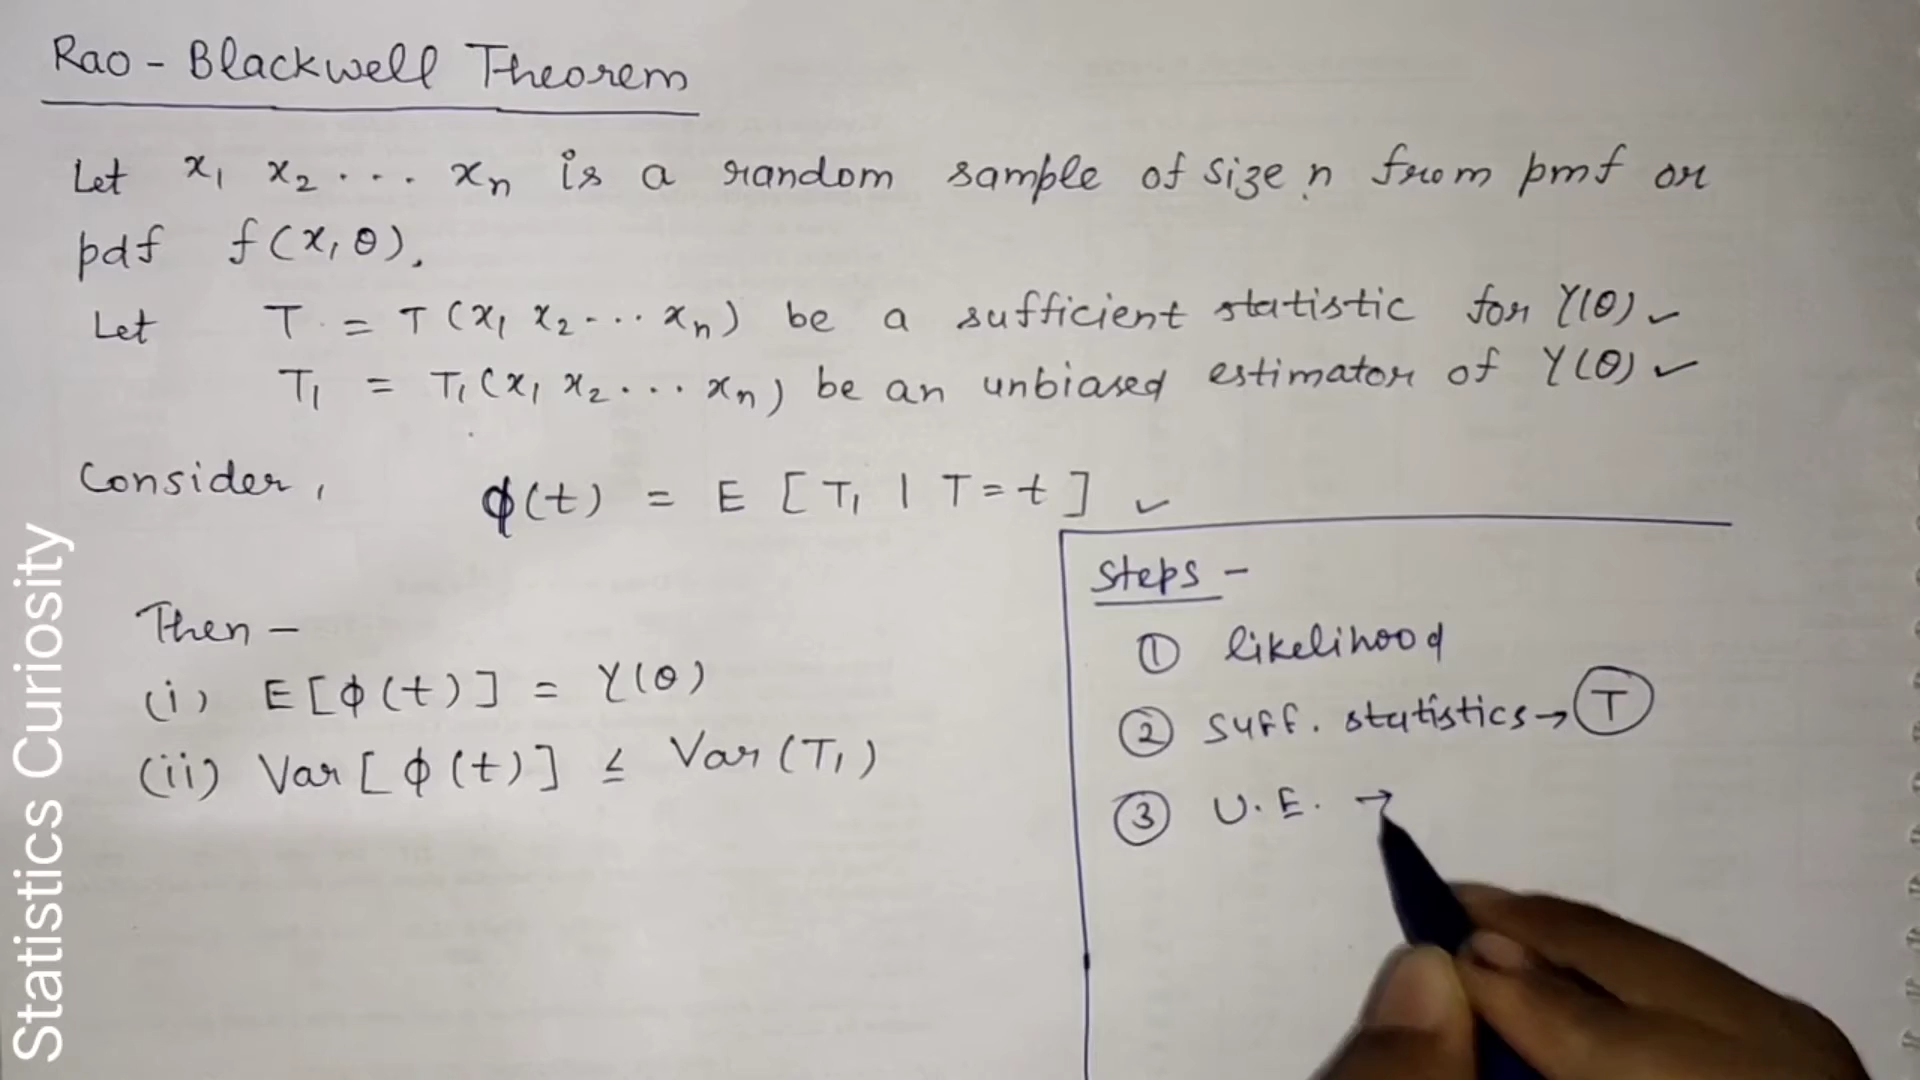 Rao - Blackwell Theorem
Let x₁ x₂ ... xₙ is a random sample of size n from pmf or
pdf f(x, θ).
Let T = T(x₁ x₂ ... xₙ) be a sufficient statistic for Υ(θ) ✓
T₁ = T₁(x₁ x₂ ... xₙ) be an unbiased estimator of Υ(θ) ✓
Consider, ϕ(t) = E [T₁ | T = t] ✓
Then -
(i) E[ϕ(t)] = Υ(θ)
(ii) Var[ϕ(t)] ≤ Var(T₁)
Steps -
① likelihood
② suff. statistics → T
③ U.E. →
Statistics Curiosity